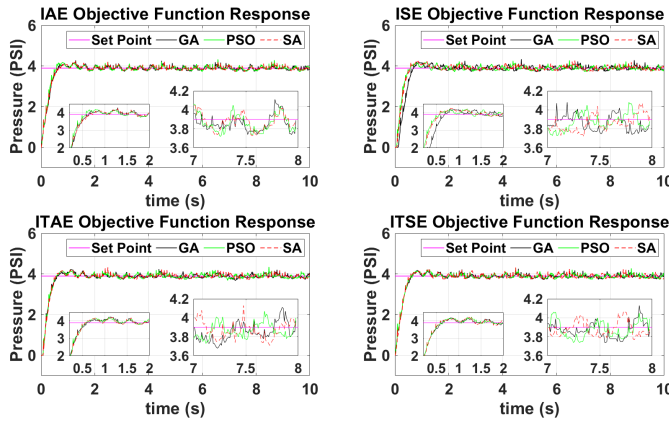 IAE Objective Function Response
Set Point GA PSO SA
Pressure (PSI)
6
4
2
0
4
3
2
0.5 1 1.5 2
4.2
4
3.8
3.6
7 7.5 8
0 2 4 6 8 10
time (s)
ISE Objective Function Response
Set Point GA PSO SA
Pressure (PSI)
6
4
2
0
4
3
2
0.5 1 1.5 2
4.2
4
3.8
3.6
7 7.5 8
0 2 4 6 8 10
time (s)
ITAE Objective Function Response
Set Point GA PSO SA
Pressure (PSI)
6
4
2
0
4
3
2
0.5 1 1.5 2
4.2
4
3.8
3.6
7 7.5 8
0 2 4 6 8 10
time (s)
ITSE Objective Function Response
Set Point GA PSO SA
Pressure (PSI)
6
4
2
0
4
3
2
0.5 1 1.5 2
4.2
4
3.8
3.6
7 7.5 8
0 2 4 6 8 10
time (s)